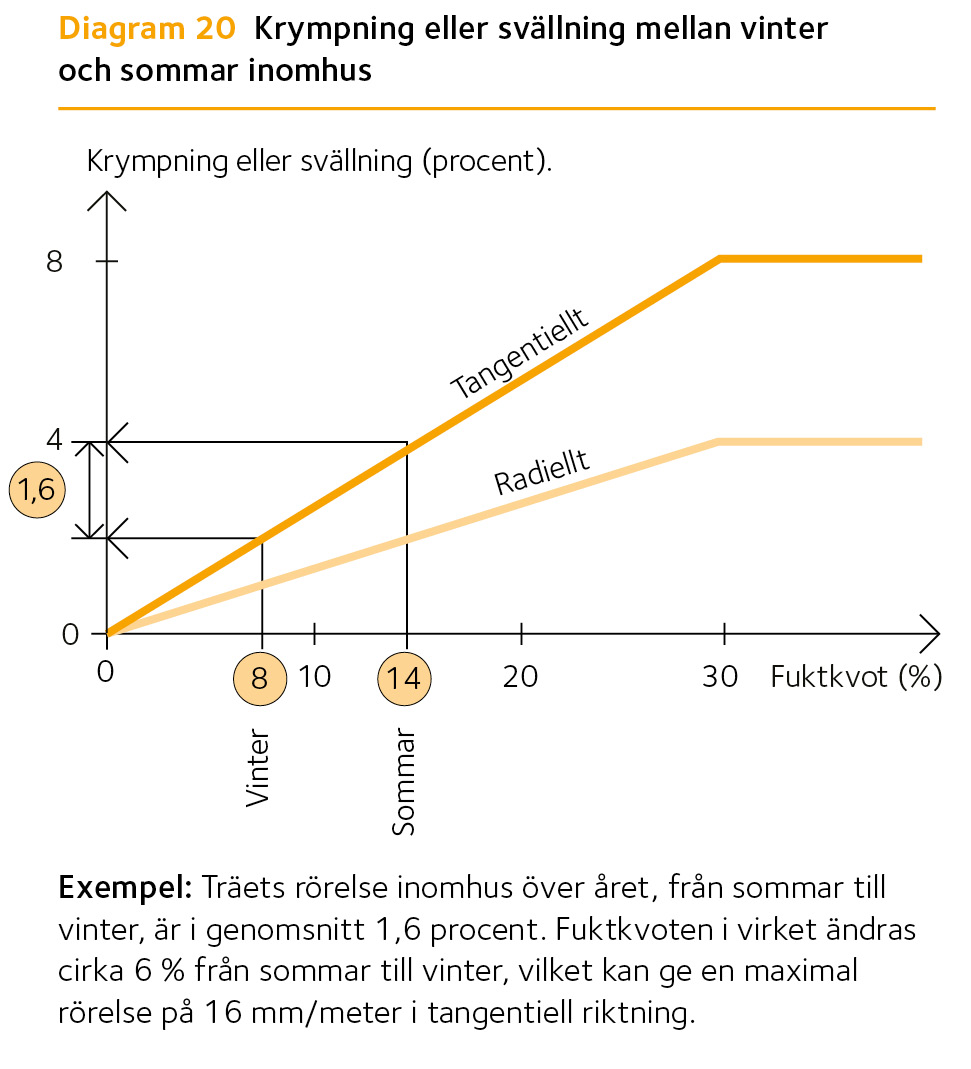 Diagram 20 Krympning eller svällning mellan vinter
och sommar inomhus
Krympning eller svällning (procent).
8
Tangentiellt
4
Radiellt
1,6
0
0 8 10 14 20 30 Fuktkvot (%)
Vinter
Sommar
Exempel: Träets rörelse inomhus över året, från sommar till
vinter, är i genomsnitt 1,6 procent. Fuktkvoten i virket ändras
cirka 6 % från sommar till vinter, vilket kan ge en maximal
rörelse på 16 mm/meter i tangentiell riktning.